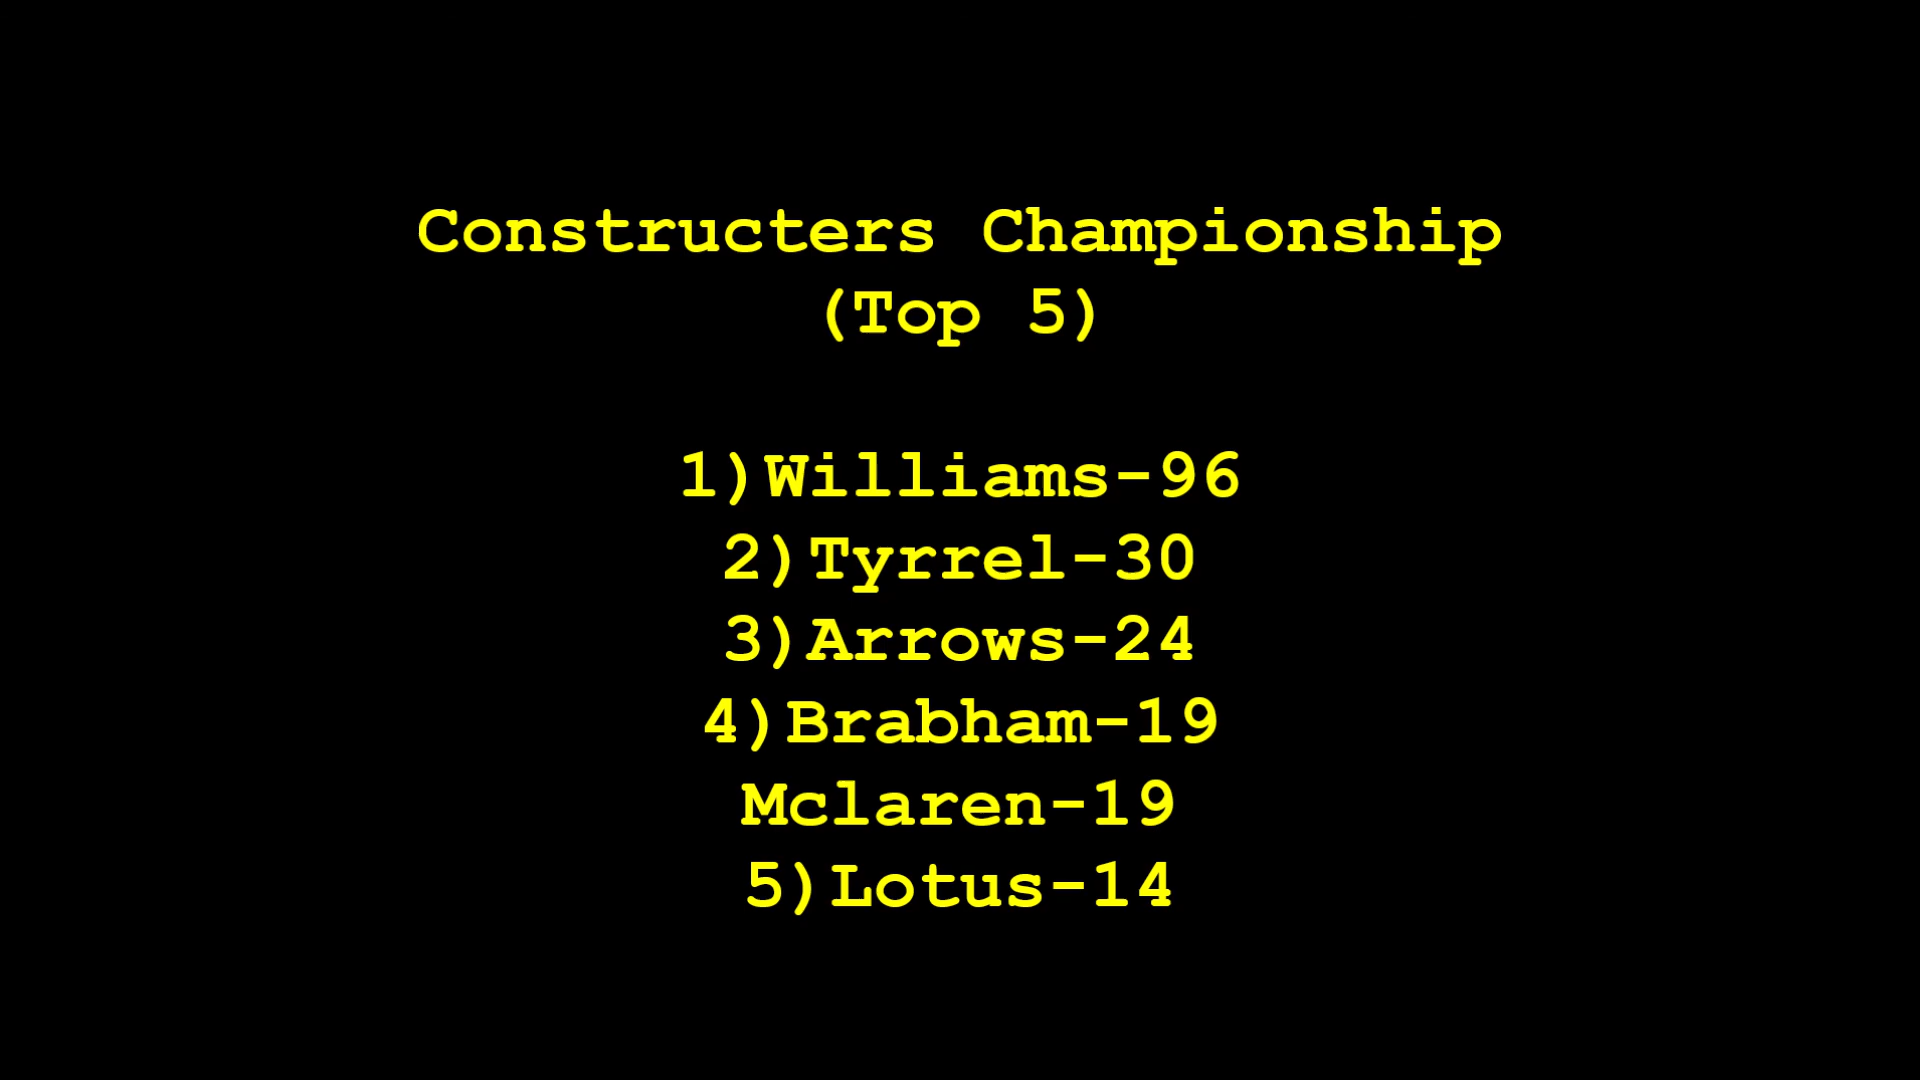 Constructers Championship
(Top 5)
1)Williams-96
2)Tyrrel-30
3)Arrows-24
4)Brabham-19
Mclaren-19
5)Lotus-14